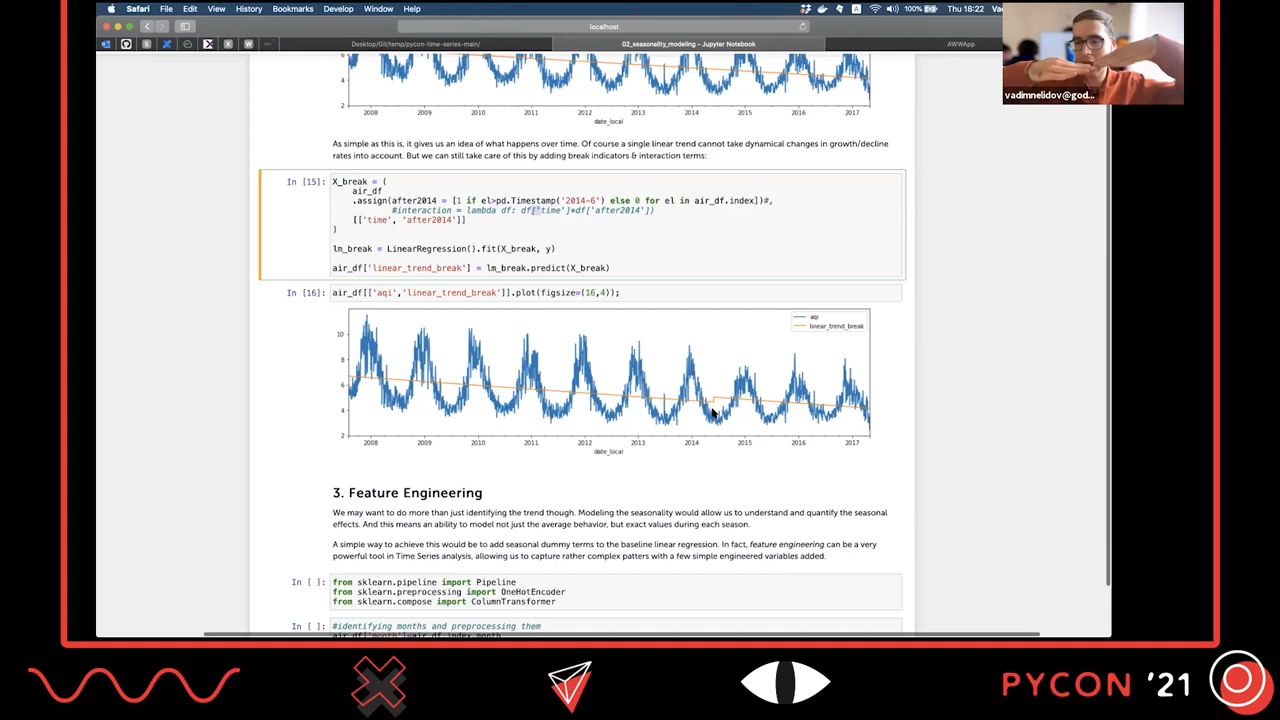 Safari File Edit View History Bookmarks Develop Window Help
A 100% Thu 18:22
localhost
Desktop/Git/temp/pycon-time-series-main/
02_seasonality_modeling - Jupyter Notebook
AWWApp
vadimnelidov@god...
4
2
2008 2009 2010 2011 2012 2013 2014 2015 2016 2017
date_local
As simple as this is, it gives us an idea of what happens over time. Of course a single linear trend cannot take dynamical changes in growth/decline
rates into account. But we can still take care of this by adding break indicators & interaction terms:
In [15]:
X_break = (
air_df
.assign(after2014 = [1 if el>pd.Timestamp('2014-6') else 0 for el in air_df.index])#,
#interaction = lambda df: df['time']*df['after2014'])
[['time', 'after2014']]
)
lm_break = LinearRegression().fit(X_break, y)
air_df['linear_trend_break'] = lm_break.predict(X_break)
In [16]:
air_df[['aqi','linear_trend_break']].plot(figsize=(16,4));
aqi
linear_trend_break
10
8
6
4
2
2008 2009 2010 2011 2012 2013 2014 2015 2016 2017
date_local
3. Feature Engineering
We may want to do more than just identifying the trend though. Modeling the seasonality would allow us to understand and quantify the seasonal
effects. And this means an ability to model not just the average behavior, but exact values during each season.
A simple way to achieve this would be to add seasonal dummy terms to the baseline linear regression. In fact, feature engineering can be a very
powerful tool in Time Series analysis, allowing us to capture rather complex patters with a few simple engineered variables added.
In [ ]:
from sklearn.pipeline import Pipeline
from sklearn.preprocessing import OneHotEncoder
from sklearn.compose import ColumnTransformer
In [ ]:
#identifying months and preprocessing them
air_df['month']=air_df.index.month
PYCON '21